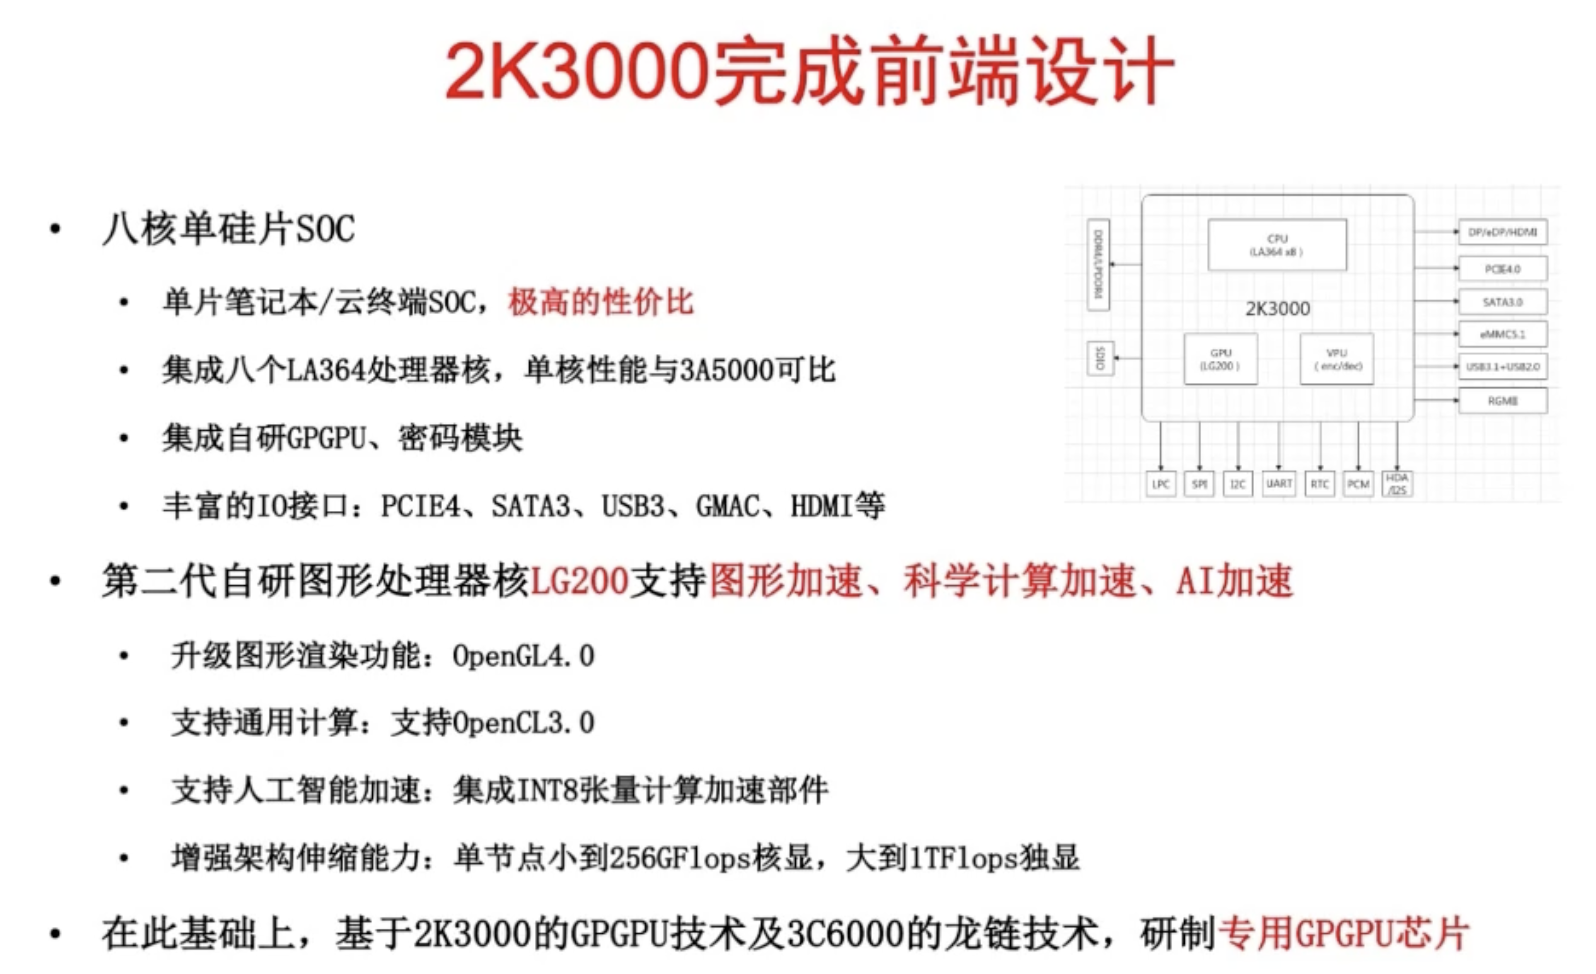 2K3000完成前端设计
• 八核单硅片SOC
• 单片笔记本/云终端SOC，极高的性价比
• 集成八个LA364处理器核，单核性能与3A5000可比
• 集成自研GPGPU、密码模块
• 丰富的IO接口：PCIE4、SATA3、USB3、GMAC、HDMI等
• 第二代自研图形处理器核LG200支持图形加速、科学计算加速、AI加速
• 升级图形渲染功能：OpenGL4.0
• 支持通用计算：支持OpenCL3.0
• 支持人工智能加速：集成INT8张量计算加速部件
• 增强架构伸缩能力：单节点小到256GFlops核显，大到1TFlops独显
• 在此基础上，基于2K3000的GPGPU技术及3C6000的龙链技术，研制专用GPGPU芯片
DDR4/LPDDR4
SDIO
CPU
(LA364 x8 )
2K3000
GPU
(LG200 )
VPU
( enc/dec)
DP/eDP/HDMI
PCIE4.0
SATA3.0
eMMC5.1
USB3.1+USB2.0
RGMII
LPC
SPI
I2C
UART
RTC
PCM
HDA
/I2S